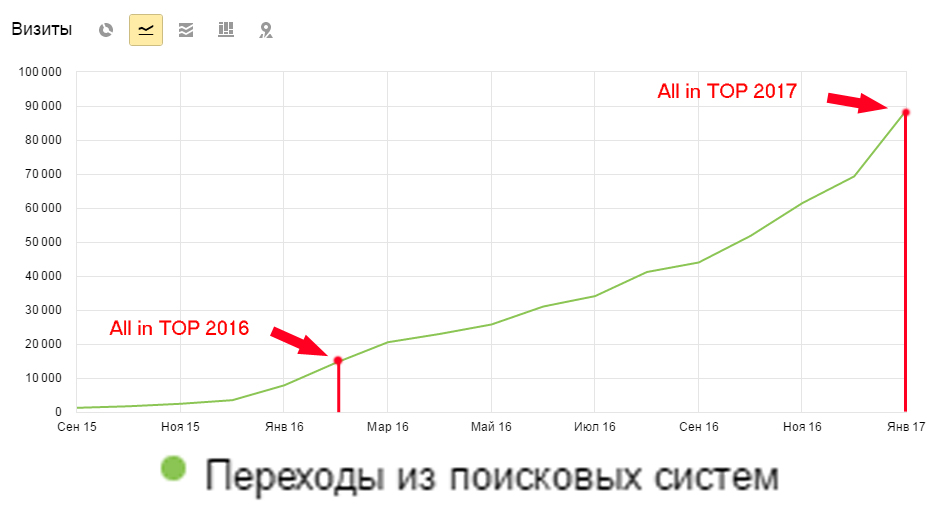 Визиты
100 000
All in TOP 2017
90 000
80 000
70 000
60 000
50 000
40 000
30 000
All in TOP 2016
20 000
10 000
0
Сен 15 Ноя 15 Янв 16 Мар 16 Май 16 Июл 16 Сен 16 Ноя 16 Янв 17
Переходы из поисковых систем